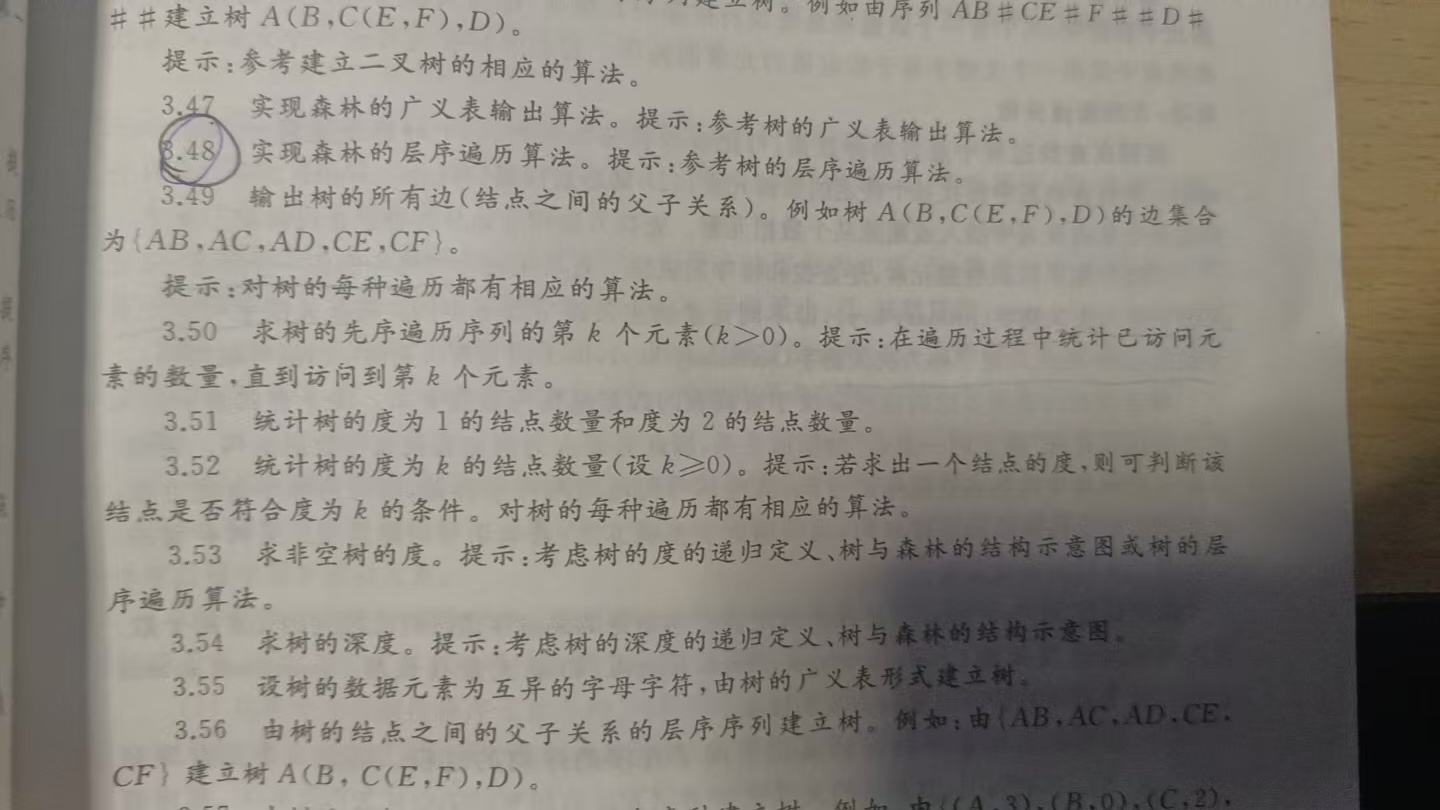 建立树。例如由序列 AB♯CE♯F♯♯D♯
♯♯建立树 A(B,C(E,F),D)。
提示:参考建立二叉树的相应的算法。
3.47 实现森林的广义表输出算法。提示:参考树的广义表输出算法。
3.48 实现森林的层序遍历算法。提示:参考树的层序遍历算法。
3.49 输出树的所有边(结点之间的父子关系)。例如树 A(B,C(E,F),D)的边集合
为{AB,AC,AD,CE,CF}。
提示:对树的每种遍历都有相应的算法。
3.50 求树的先序遍历序列的第 k 个元素(k>0)。提示:在遍历过程中统计已访问元
素的数量,直到访问到第 k 个元素。
3.51 统计树的度为 1 的结点数量和度为 2 的结点数量。
3.52 统计树的度为 k 的结点数量(设 k≥0)。提示:若求出一个结点的度,则可判断该
结点是否符合度为 k 的条件。对树的每种遍历都有相应的算法。
3.53 求非空树的度。提示:考虑树的度的递归定义、树与森林的结构示意图或树的层
序遍历算法。
3.54 求树的深度。提示:考虑树的深度的递归定义、树与森林的结构示意图。
3.55 设树的数据元素为互异的字母字符,由树的广义表形式建立树。
3.56 由树的结点之间的父子关系的层序序列建立树。例如:由{AB,AC,AD,CE,
CF} 建立树 A(B, C(E,F),D)。
建立树。例如,由{(A,3),(B,0),(C,2),